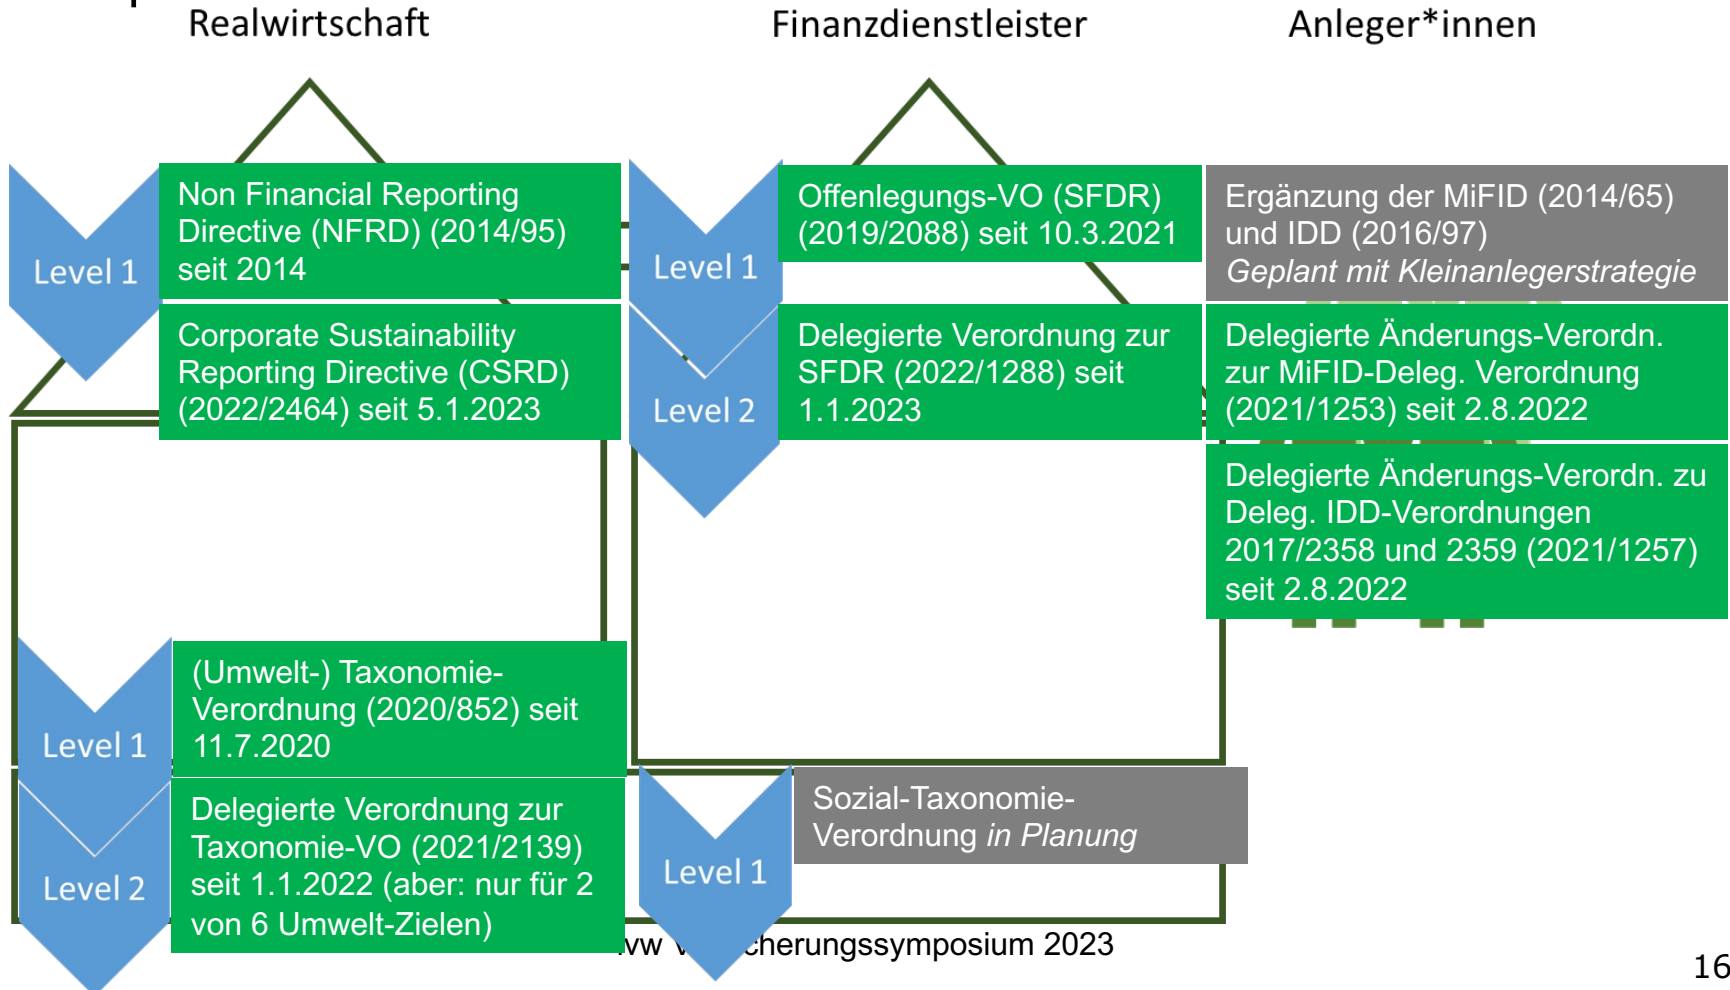 Realwirtschaft
Finanzdienstleister
Anleger*innen
Level 1
Non Financial Reporting
Directive (NFRD) (2014/95)
seit 2014
Corporate Sustainability
Reporting Directive (CSRD)
(2022/2464) seit 5.1.2023
Level 1
Offenlegungs-VO (SFDR)
(2019/2088) seit 10.3.2021
Level 2
Delegierte Verordnung zur
SFDR (2022/1288) seit
1.1.2023
Ergänzung der MiFID (2014/65)
und IDD (2016/97)
Geplant mit Kleinanlegerstrategie
Delegierte Änderungs-Verordn.
zur MiFID-Deleg. Verordnung
(2021/1253) seit 2.8.2022
Delegierte Änderungs-Verordn. zu
Deleg. IDD-Verordnungen
2017/2358 und 2359 (2021/1257)
seit 2.8.2022
Level 1
(Umwelt-) Taxonomie-
Verordnung (2020/852) seit
11.7.2020
Level 2
Delegierte Verordnung zur
Taxonomie-VO (2021/2139)
seit 1.1.2022 (aber: nur für 2
von 6 Umwelt-Zielen)
Level 1
Sozial-Taxonomie-
Verordnung in Planung
2023
16